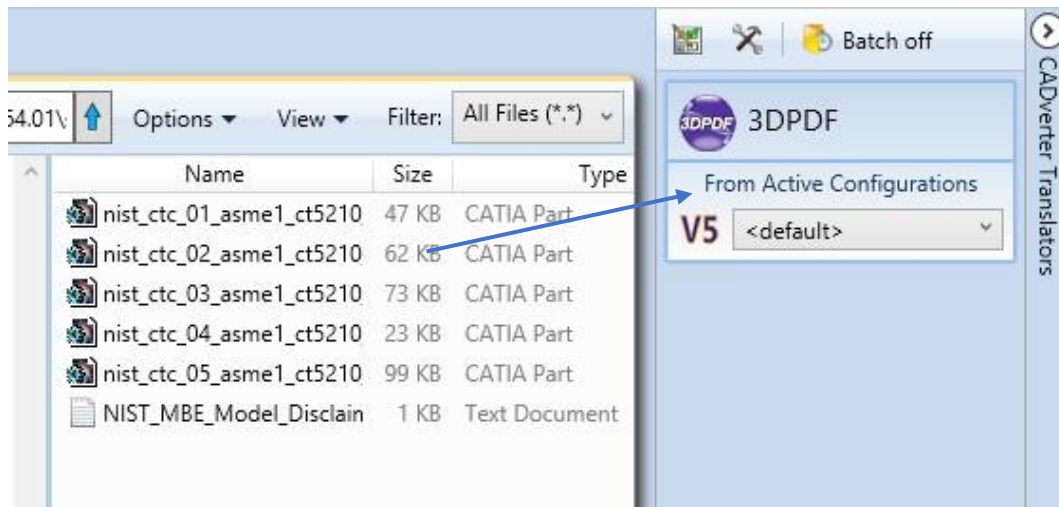 Batch off
54.01\:
Options
View
Filter:
All Files (*.*)
3DPDF
3DPDF
Name
Size
Type
From Active Configurations
nist_ctc_01_asme1_ct5210
47 KB
CATIA Part
V5
<default>
nist_ctc_02_asme1_ct5210
62 KB
CATIA Part
nist_ctc_03_asme1_ct5210
73 KB
CATIA Part
nist_ctc_04_asme1_ct5210
23 KB
CATIA Part
nist_ctc_05_asme1_ct5210
99 KB
CATIA Part
NIST_MBE_Model_Disclain
1 KB
Text Document
CADverter Translators